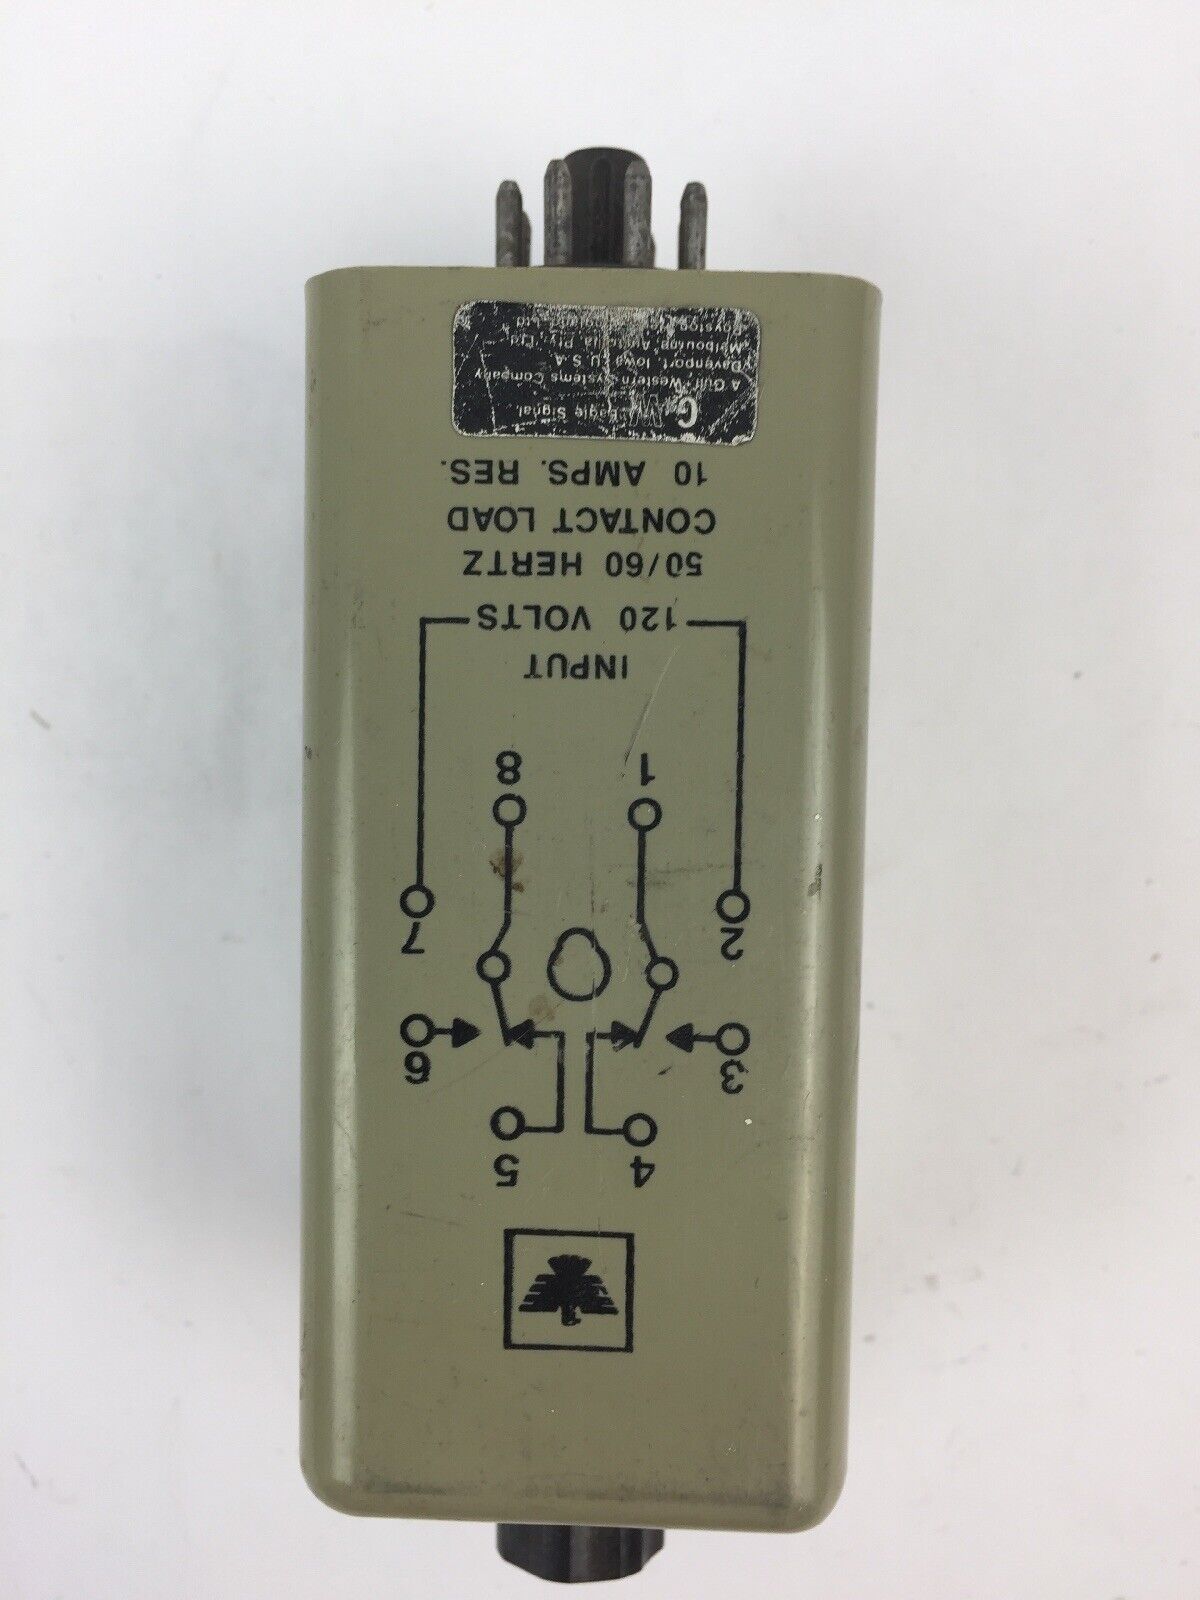 4 5
3 6
2 7
1 8
INPUT
120 VOLTS
50/60 HERTZ
CONTACT LOAD
10 AMPS. RES.
G W Eagle Signal
A Gulf + Western Systems Company
Davenport, Iowa, U.S.A.
Melbourne, Australia, Pty. Ltd.
Ltd